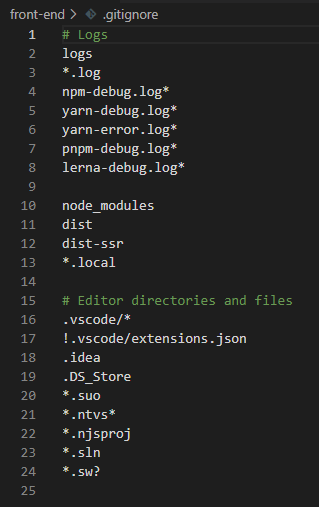 front-end > .gitignore
1 # Logs
2 logs
3 *.log
4 npm-debug.log*
5 yarn-debug.log*
6 yarn-error.log*
7 pnpm-debug.log*
8 lerna-debug.log*
9
10 node_modules
11 dist
12 dist-ssr
13 *.local
14
15 # Editor directories and files
16 .vscode/*
17 !.vscode/extensions.json
18 .idea
19 .DS_Store
20 *.suo
21 *.ntvs*
22 *.njsproj
23 *.sln
24 *.sw?
25